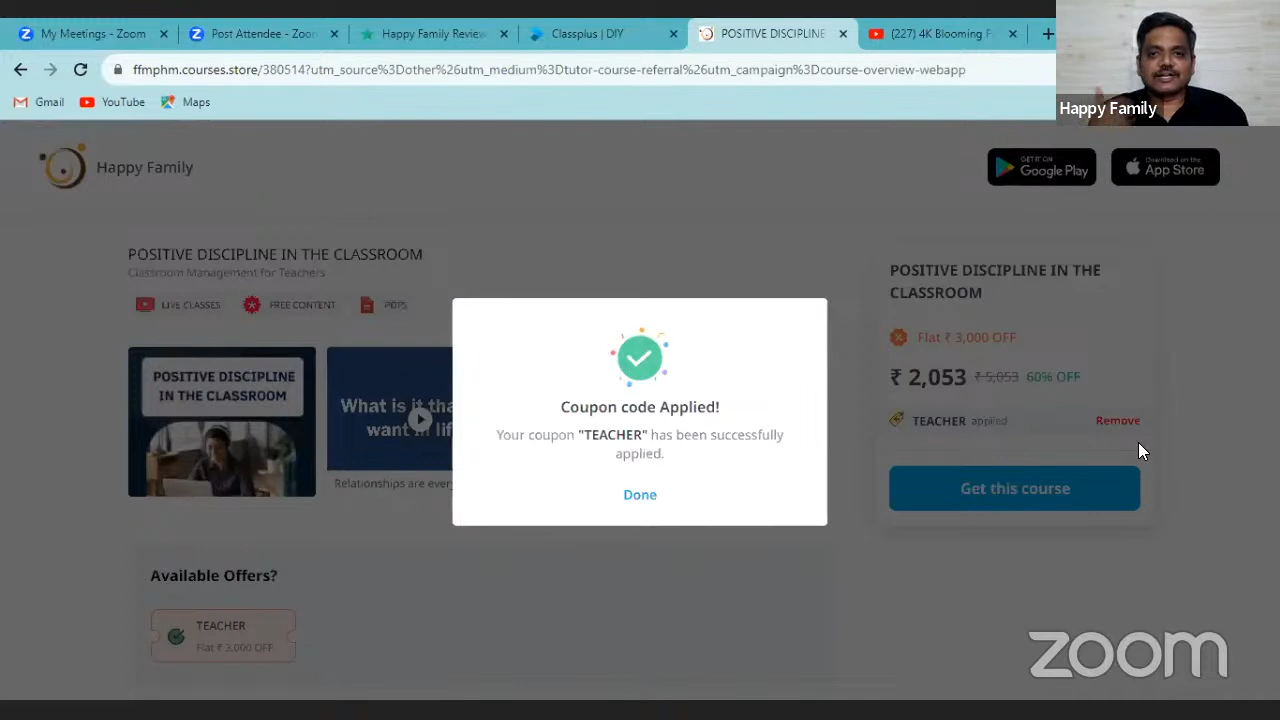 My Meetings - Zoom
Post Attendee - Zoon
Happy Family Review
Classplus | DIY
POSITIVE DISCIPLINE
(227) 4K Blooming F
ffmphm.courses.store/380514?utm_source%3Dother%26utm_medium%3Dtutor-course-referral%26utm_campaign%3Dcourse-overview-webapp
Gmail
YouTube
Maps
Happy Family
Happy Family
GET IT ON
Google Play
Download on the
App Store
POSITIVE DISCIPLINE IN THE CLASSROOM
Classroom Management for Teachers
LIVE CLASSES
FREE CONTENT
PDFS
POSITIVE DISCIPLINE
IN THE CLASSROOM
What is it tha
want in life
Relationships are every
Coupon code Applied!
Your coupon "TEACHER" has been successfully
applied.
Done
POSITIVE DISCIPLINE IN THE
CLASSROOM
Flat ₹ 3,000 OFF
₹ 2,053 ₹ 5,053 60% OFF
TEACHER applied
Remove
Get this course
Available Offers?
TEACHER
Flat ₹ 3,000 OFF
zoom